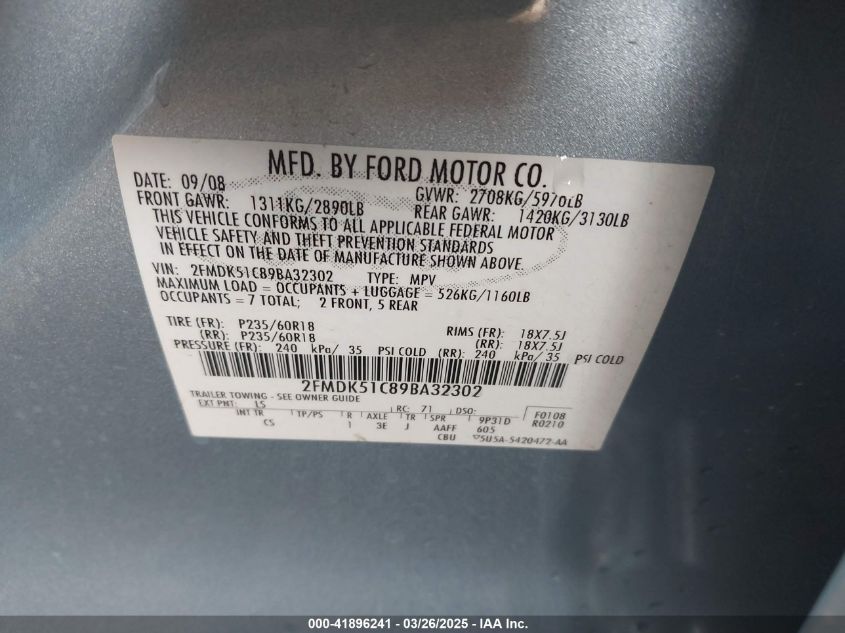 MFD. BY FORD MOTOR CO.
DATE: 09/08 GVWR: 2708KG/5970LB
FRONT GAWR: 1311KG/2890LB REAR GAWR: 1420KG/3130LB
THIS VEHICLE CONFORMS TO ALL APPLICABLE FEDERAL MOTOR
VEHICLE SAFETY AND THEFT PREVENTION STANDARDS
IN EFFECT ON THE DATE OF MANUFACTURE SHOWN ABOVE.
VIN: 2FMDK51C89BA32302 TYPE: MPV
MAXIMUM LOAD = OCCUPANTS + LUGGAGE = 526KG/1160LB
OCCUPANTS = 7 TOTAL; 2 FRONT, 5 REAR
TIRE (FR): P235/60R18 RIMS (FR): 18X7.5J
(RR): P235/60R18 (RR): 18X7.5J
PRESSURE (FR): 240 kPa/ 35 PSI COLD (RR): 240 kPa/ 35 PSI COLD
2FMDK51C89BA32302
TRAILER TOWING - SEE OWNER GUIDE
EXT PNT: LS RC: 71 DSO: F0108
INT TR TP/PS R AXLE TR SPR 9P31D R0210
CS 1 3E J AAFF 605
CBU ▽5U5A-5420472-AA
000-41896241 - 03/26/2025 - IAA Inc.